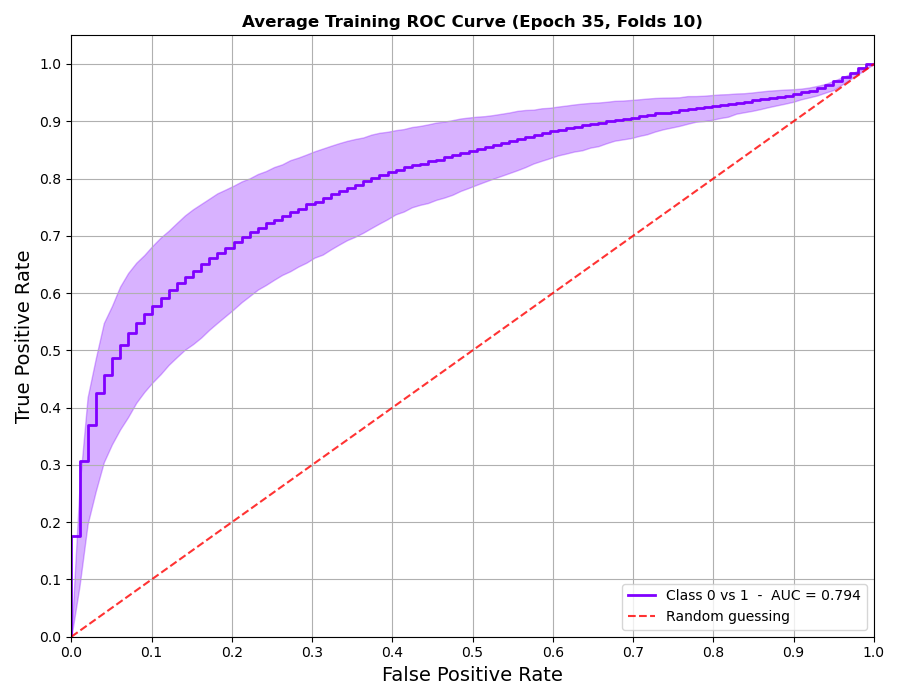 Average Training ROC Curve (Epoch 35, Folds 10)
True Positive Rate
1.0
0.9
0.8
0.7
0.6
0.5
0.4
0.3
0.2
0.1
0.0
Class 0 vs 1 - AUC = 0.794
Random guessing
0.0 0.1 0.2 0.3 0.4 0.5 0.6 0.7 0.8 0.9 1.0
False Positive Rate